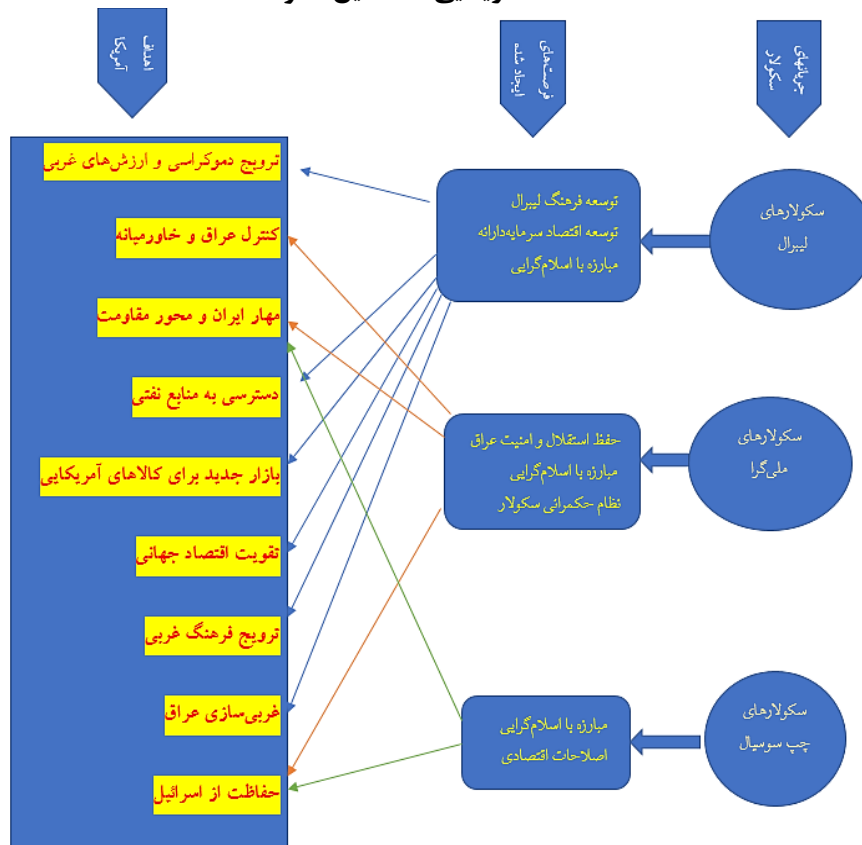 جریانهای
سکولار
فرصت‌های
ایجاد شده
اهداف
آمریکا
سکولارهای
لیبرال
توسعه فرهنگ لیبرال
توسعه اقتصاد سرمایه‌دارانه
مبارزه با اسلام‌گرایی
سکولارهای
ملی‌گرا
حفظ استقلال و امنیت عراق
مبارزه با اسلام‌گرایی
نظام حکمرانی سکولار
سکولارهای
چپ سوسیال
مبارزه با اسلام‌گرایی
اصلاحات اقتصادی
ترویج دموکراسی و ارزش‌های غربی
کنترل عراق و خاورمیانه
مهار ایران و محور مقاومت
دسترسی به منابع نفتی
بازار جدید برای کالاهای آمریکایی
تقویت اقتصاد جهانی
ترویج فرهنگ غربی
غربی‌سازی عراق
حفاظت از اسرائیل